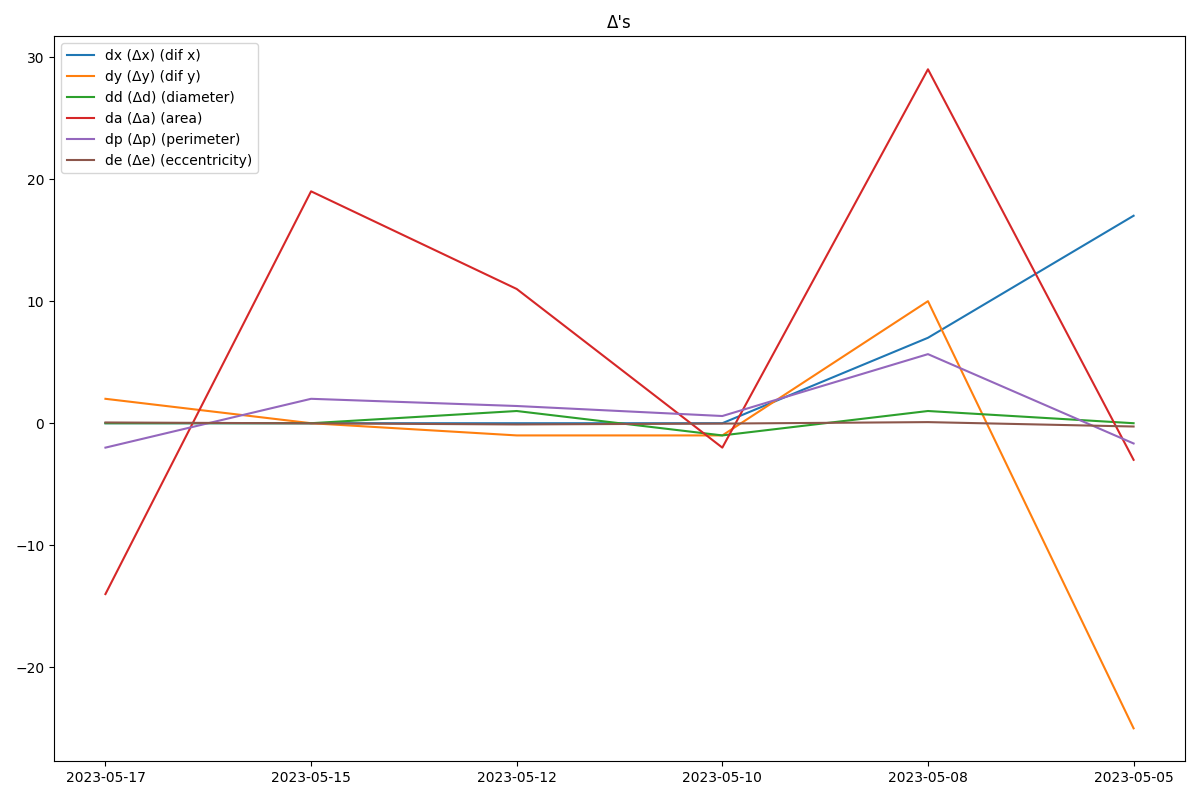 Δ's
dx (Δx) (dif x)
dy (Δy) (dif y)
dd (Δd) (diameter)
da (Δa) (area)
dp (Δp) (perimeter)
de (Δe) (eccentricity)
30
20
10
0
−10
−20
2023-05-17 2023-05-15 2023-05-12 2023-05-10 2023-05-08 2023-05-05